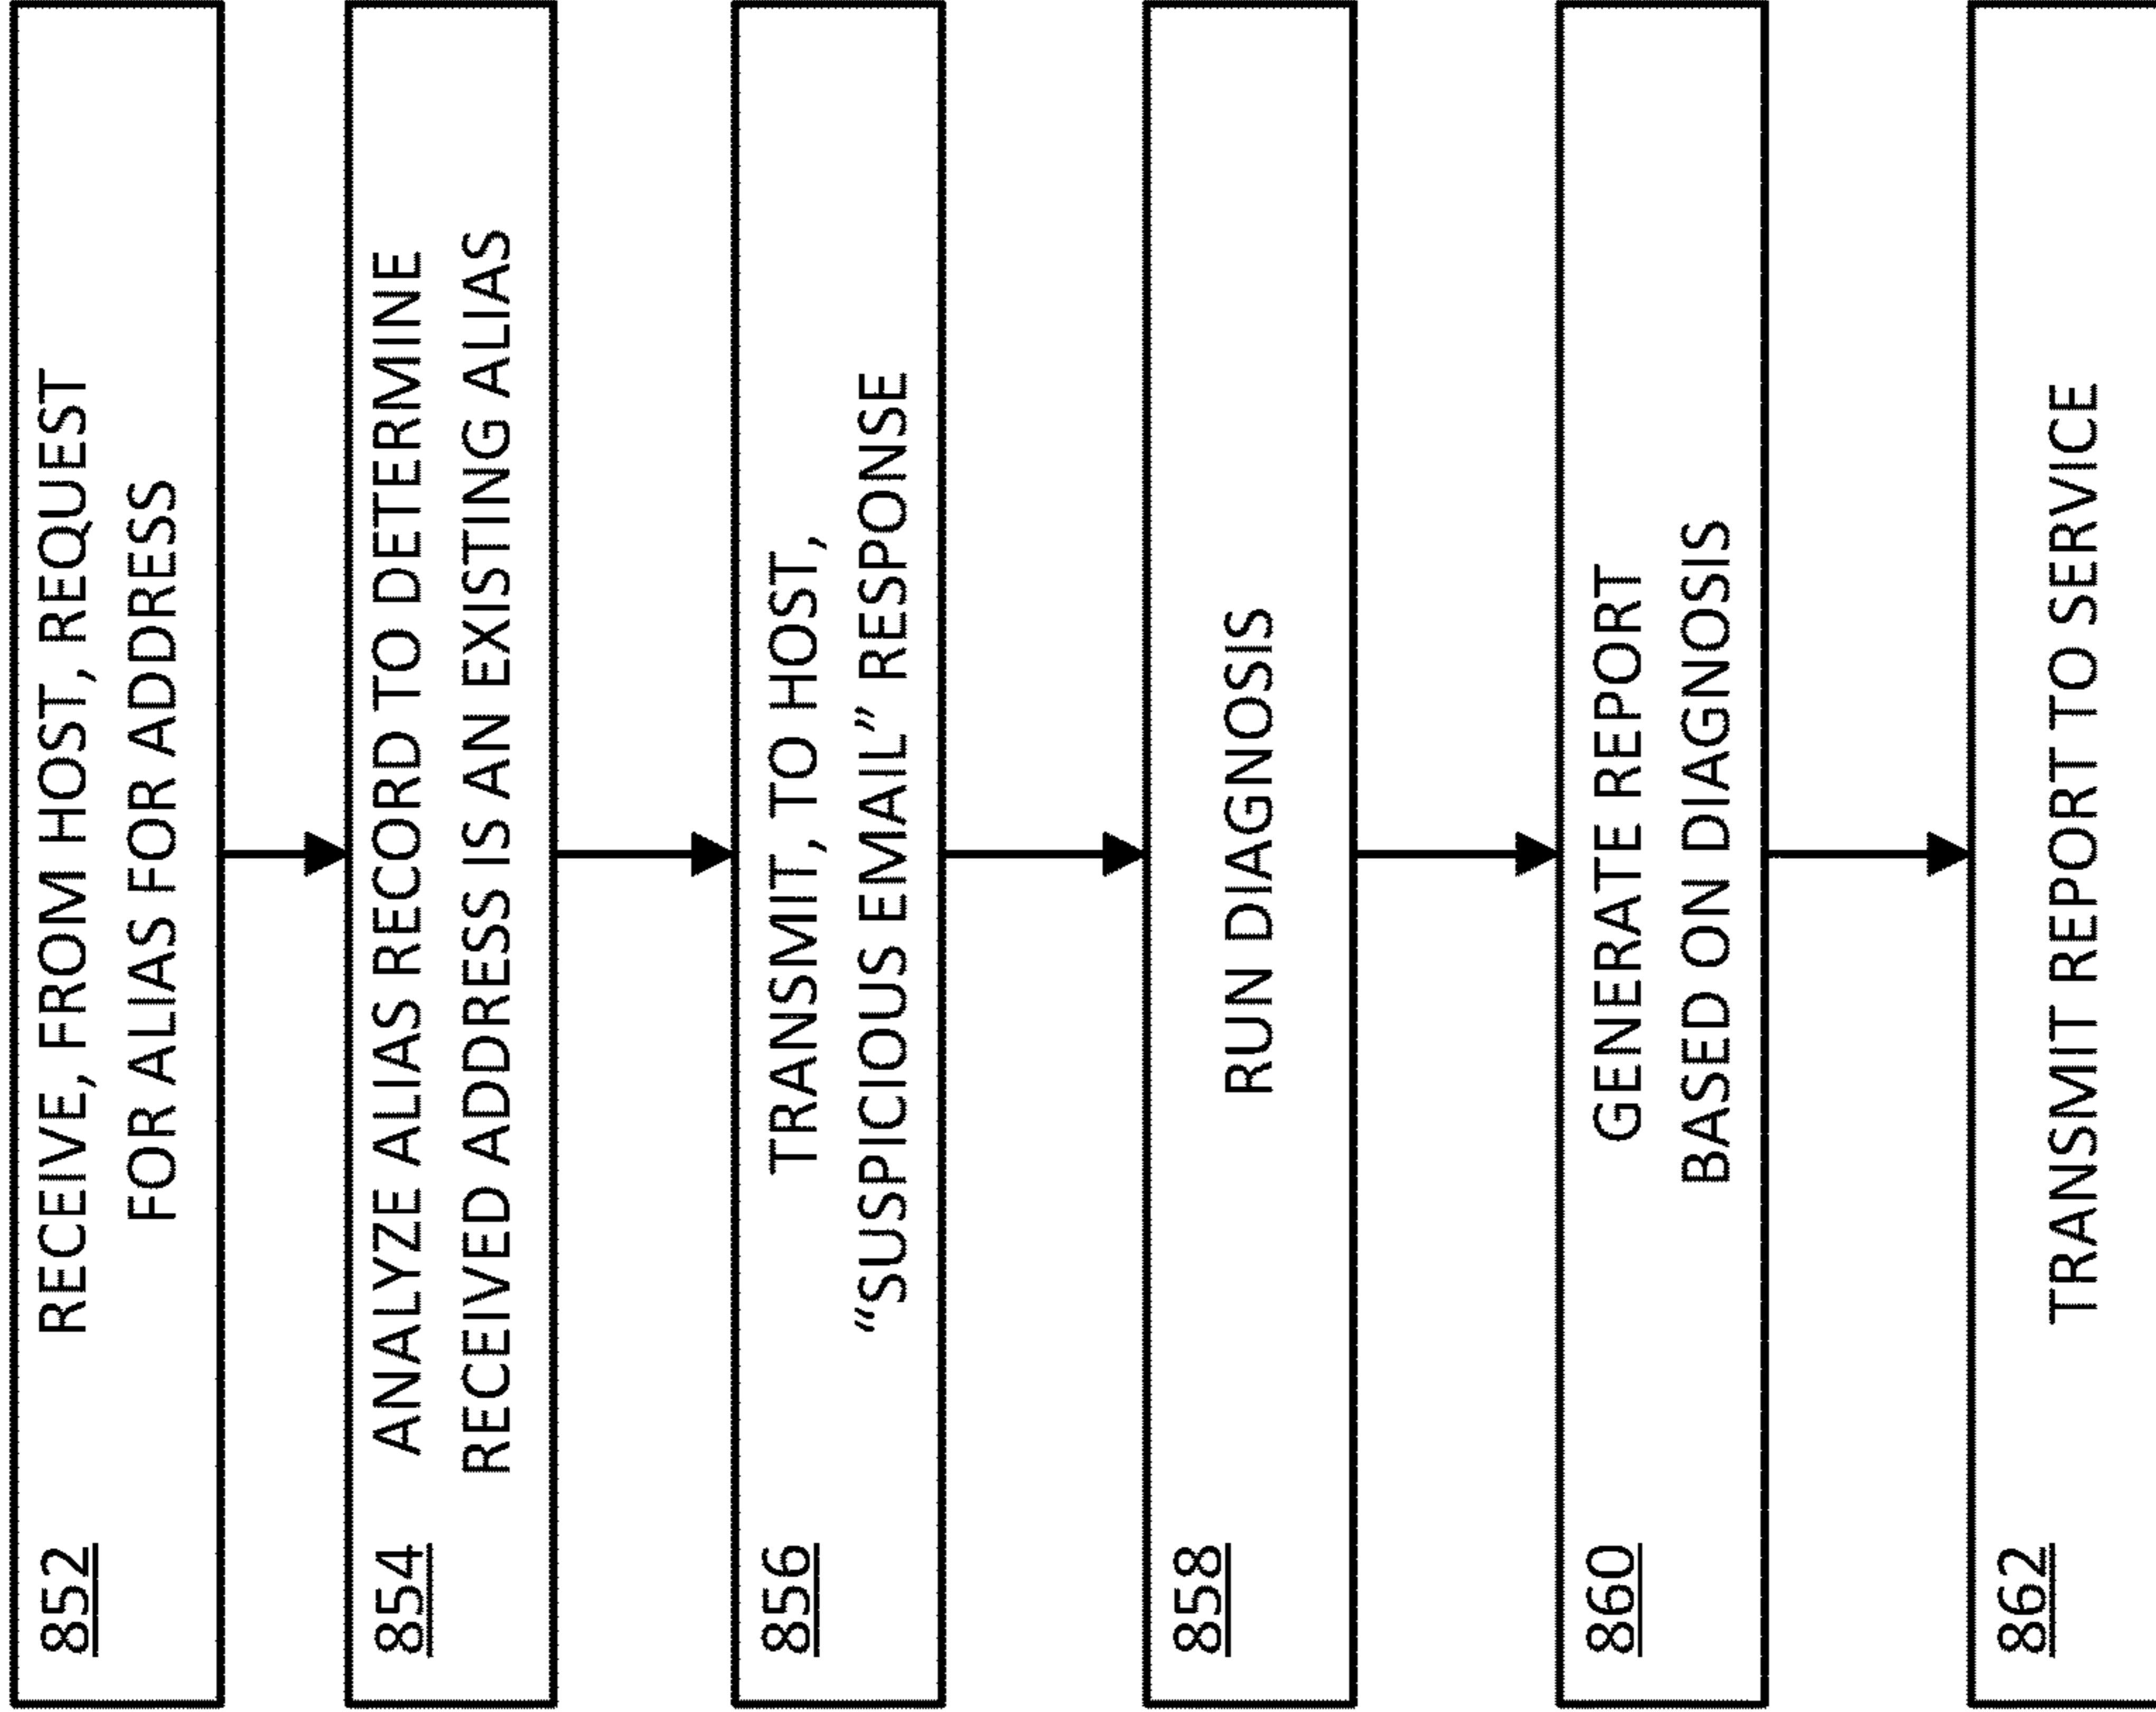 852 RECEIVE, FROM HOST, REQUEST
FOR ALIAS FOR ADDRESS
854 ANALYZE ALIAS RECORD TO DETERMINE
RECEIVED ADDRESS IS AN EXISTING ALIAS
856 TRANSMIT, TO HOST,
“SUSPICIOUS EMAIL” RESPONSE
858
RUN DIAGNOSIS
860 GENERATE REPORT
BASED ON DIAGNOSIS
862
TRANSMIT REPORT TO SERVICE